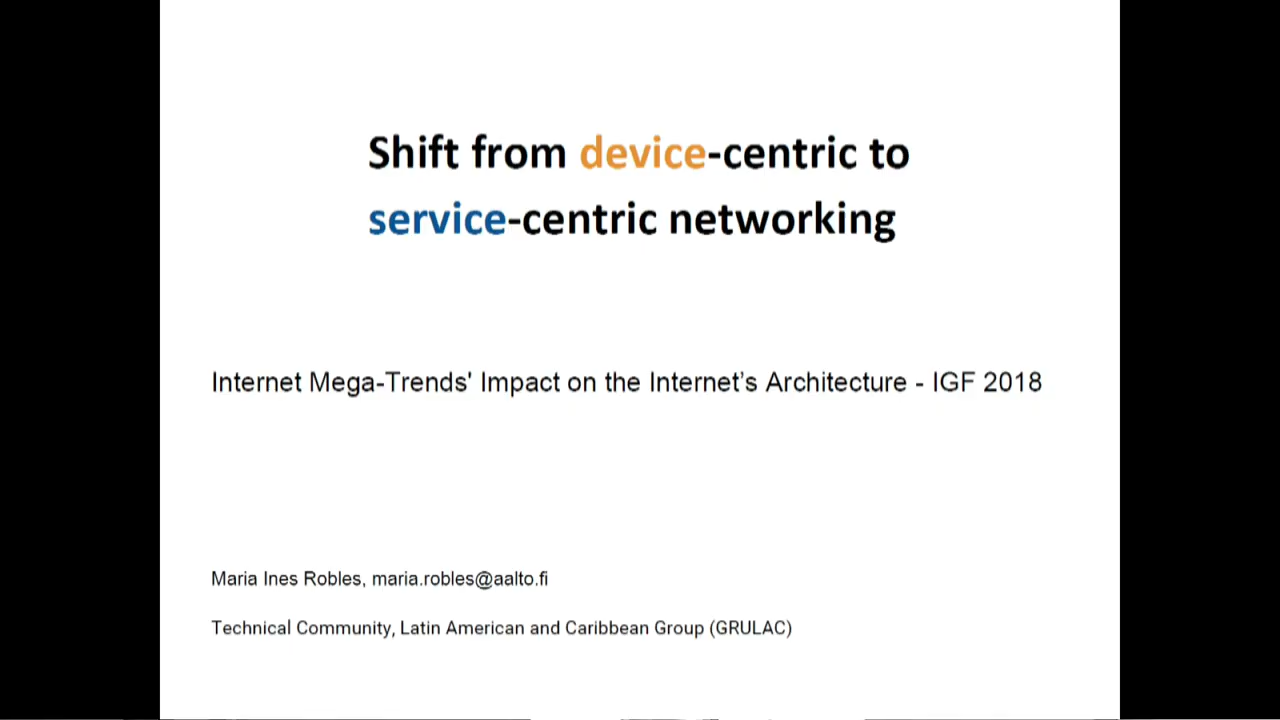 Shift from device-centric to
service-centric networking
Internet Mega-Trends' Impact on the Internet’s Architecture - IGF 2018
Maria Ines Robles, maria.robles@aalto.fi
Technical Community, Latin American and Caribbean Group (GRULAC)